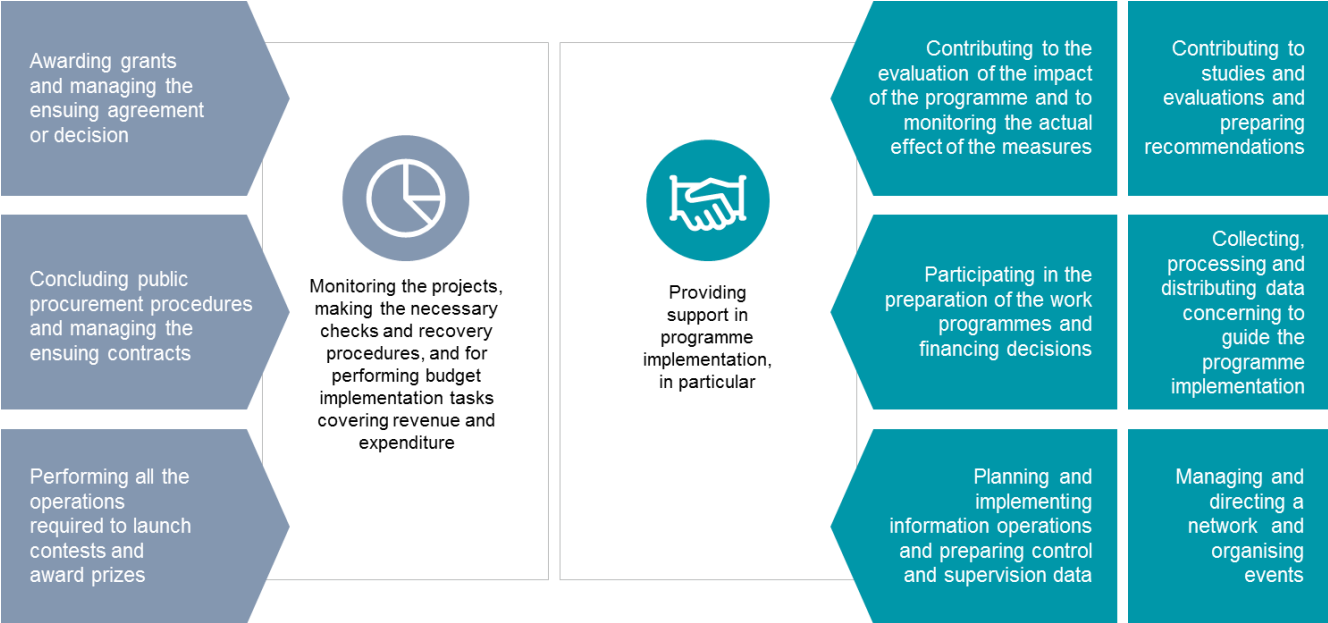 Awarding grants
and managing the
ensuing agreement
or decision
Concluding public
procurement procedures
and managing the
ensuing contracts
Performing all the
operations
required to launch
contests and
award prizes
Monitoring the projects,
making the necessary
checks and recovery
procedures, and for
performing budget
implementation tasks
covering revenue and
expenditure
Providing
support in
programme
implementation,
in particular
Contributing to the
evaluation of the impact
of the programme and to
monitoring the actual
effect of the measures
Contributing to
studies and
evaluations and
preparing
recommendations
Participating in the
preparation of the work
programmes and
financing decisions
Collecting,
processing and
distributing data
concerning to
guide the
programme
implementation
Planning and
implementing
information operations
and preparing control
and supervision data
Managing and
directing a
network and
organising
events